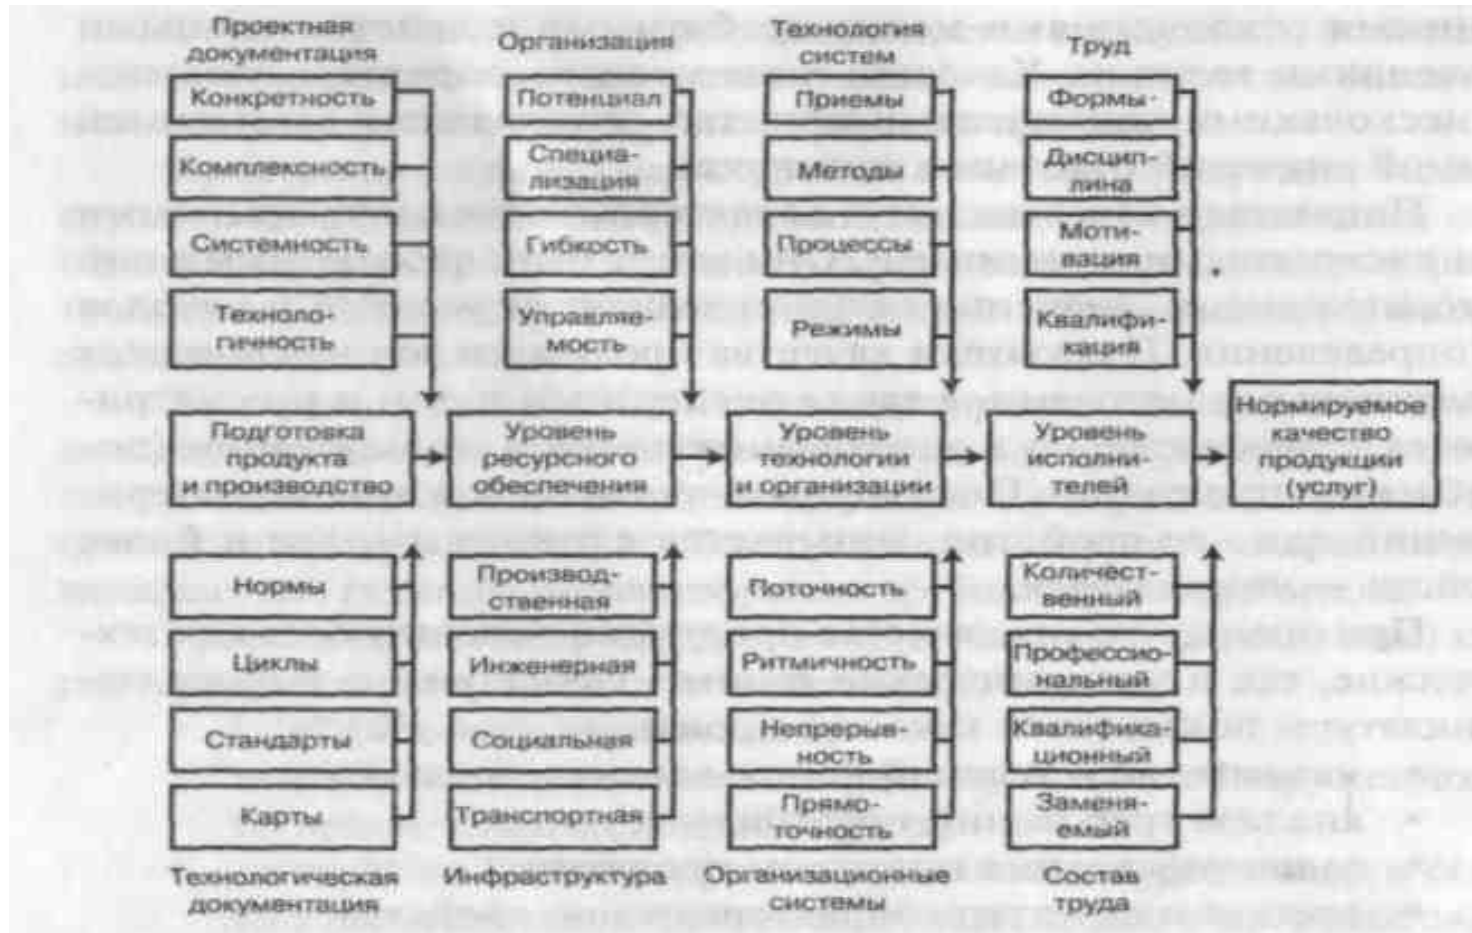 Проектная
документация
Организация
Технология
систем
Труд
Конкретность
Потенциал
Приемы
Формы
Комплексность
Специа-
лизация
Методы
Дисцип-
лина
Системность
Гибкость
Процессы
Моти-
вация
Техноло-
гичность
Управляе-
мость
Режимы
Квалифи-
кация
Подготовка
продукта
и производство
Уровень
ресурсного
обеспечения
Уровень
технологии
и организации
Уровень
исполни-
телей
Нормируемое
качество
продукции
(услуг)
Нормы
Производ-
ственная
Поточность
Количест-
венный
Циклы
Инженерная
Ритмичность
Профессио-
нальный
Стандарты
Социальная
Непрерыв-
ность
Квалифика-
ционный
Карты
Транспортная
Прямо-
точность
Заменя-
емый
Технологическая
документация
Инфраструктура
Организационные
системы
Состав
труда